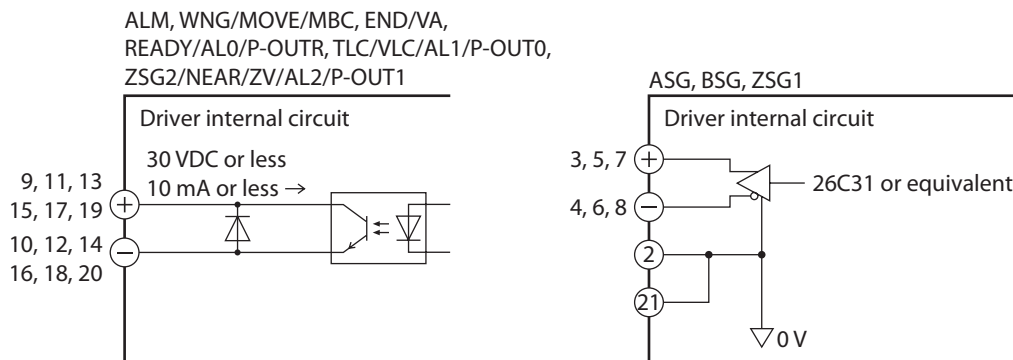 ALM, WNG/MOVE/MBC, END/VA,
READY/AL0/P-OUTR, TLC/VLC/AL1/P-OUT0,
ZSG2/NEAR/ZV/AL2/P-OUT1
Driver internal circuit
30 VDC or less
10 mA or less →
9, 11, 13
15, 17, 19
+
10, 12, 14
16, 18, 20
−
ASG, BSG, ZSG1
Driver internal circuit
3, 5, 7
+
26C31 or equivalent
4, 6, 8
−
2
21
0 V